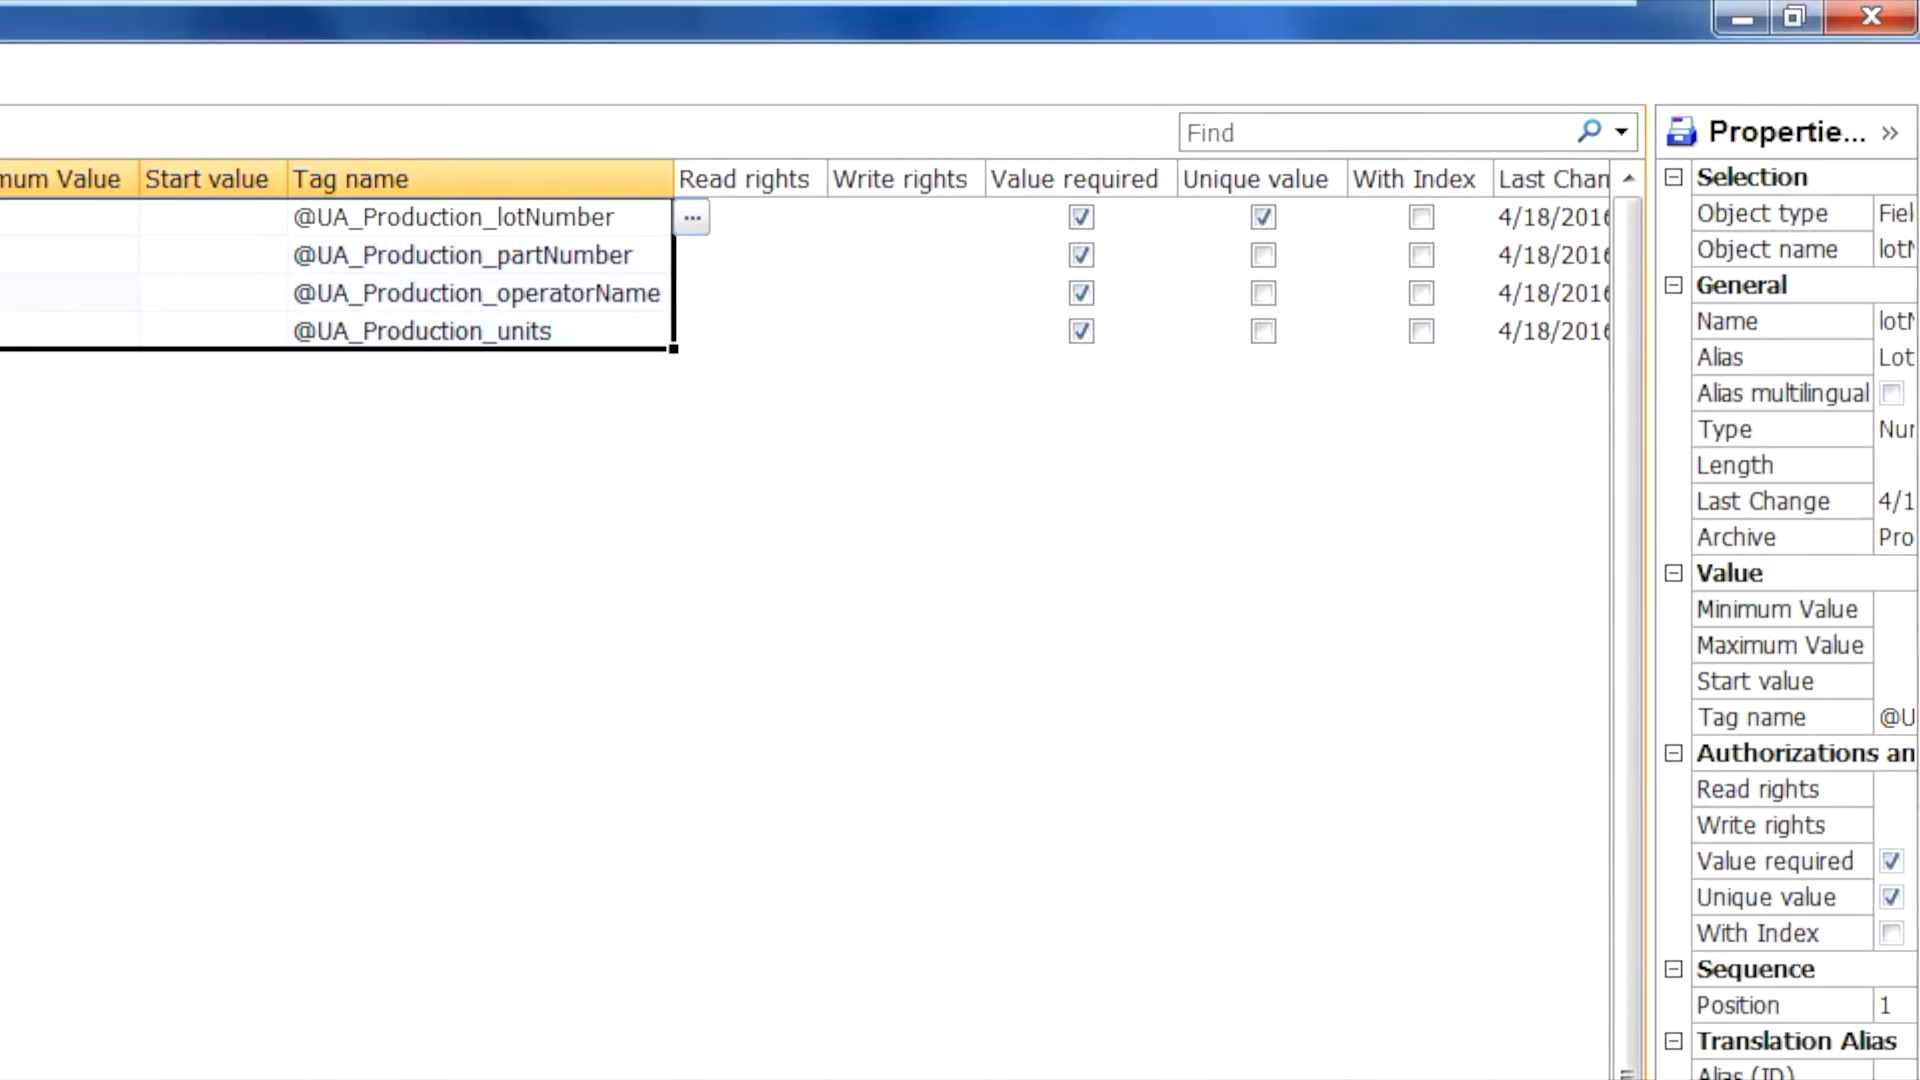 Find
Propertie...
mum Value Start value Tag name Read rights Write rights Value required Unique value With Index Last Chan
@UA_Production_lotNumber ... 4/18/2016
@UA_Production_partNumber 4/18/2016
@UA_Production_operatorName 4/18/2016
@UA_Production_units 4/18/2016
Selection
Object type Fiel
Object name lotN
General
Name lotN
Alias Lot
Alias multilingual
Type Nur
Length
Last Change 4/1
Archive Pro
Value
Minimum Value
Maximum Value
Start value
Tag name @U
Authorizations an
Read rights
Write rights
Value required
Unique value
With Index
Sequence
Position 1
Translation Alias
Alias (ID)